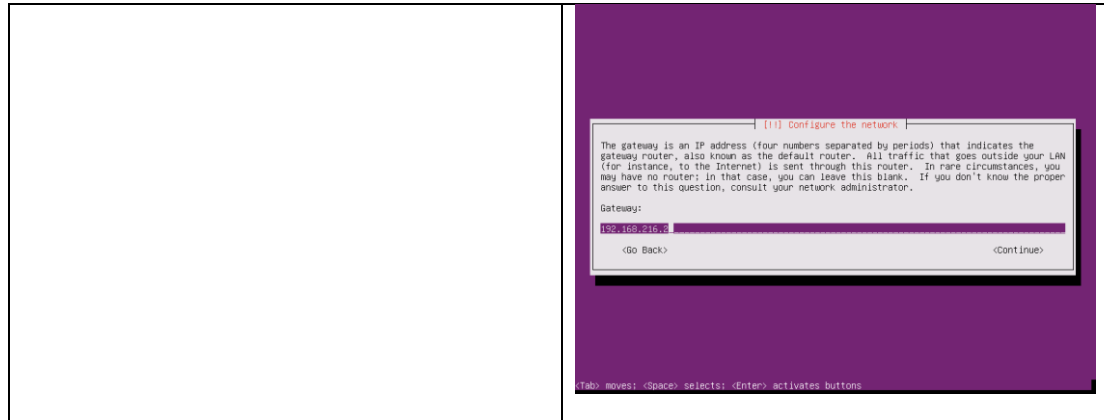 [!!] Configure the network
The gateway is an IP address (four numbers separated by periods) that indicates the
gateway router, also known as the default router.  All traffic that goes outside your LAN
(for instance, to the Internet) is sent through this router.  In rare circumstances, you
may have no router; in that case, you can leave this blank.  If you don't know the proper
answer to this question, consult your network administrator.
Gateway:
192.168.216.2
<Go Back> <Continue>
<Tab> moves; <Space> selects; <Enter> activates buttons